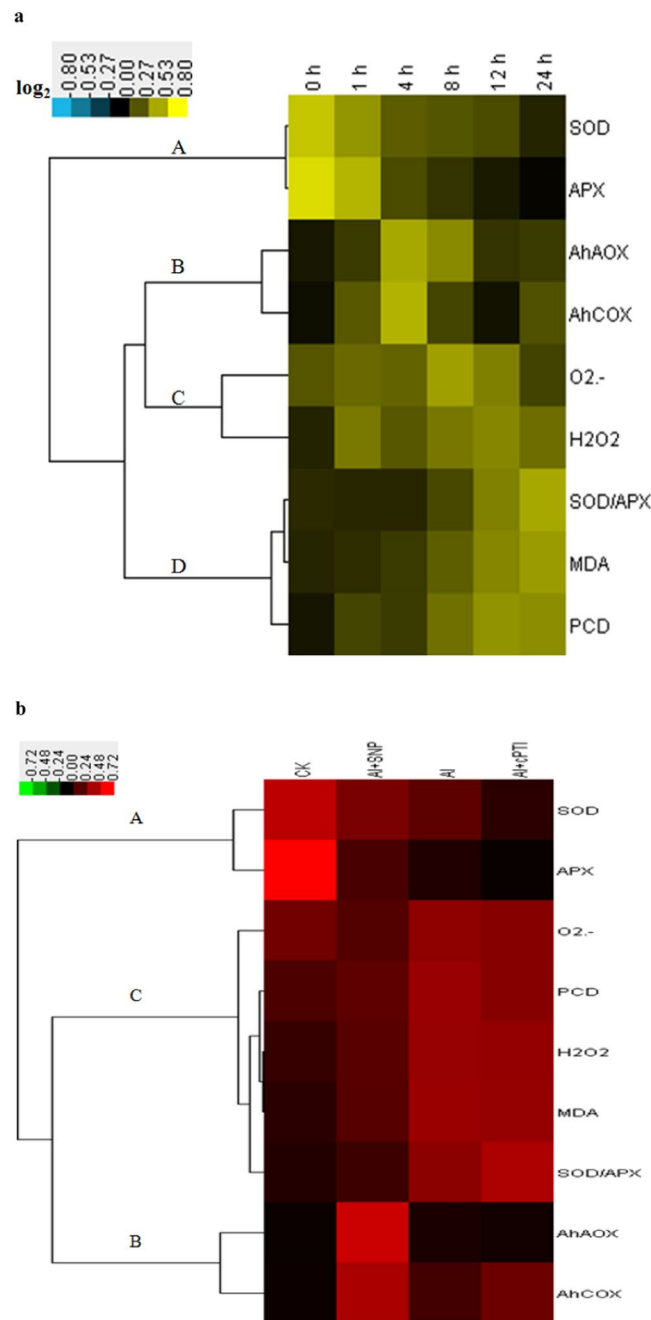 a
log2
-0.80 -0.53 -0.27 0.00 0.27 0.53 0.80
0 h 1 h 4 h 8 h 12 h 24 h
A
SOD
APX
B
AhAOX
AhCOX
C
O2.-
H2O2
D
SOD/APX
MDA
PCD
b
-0.72 -0.48 -0.24 0.00 0.24 0.48 0.72
CK Al+SNP Al Al+cPTI
A
SOD
APX
C
O2.-
PCD
H2O2
MDA
SOD/APX
B
AhAOX
AhCOX